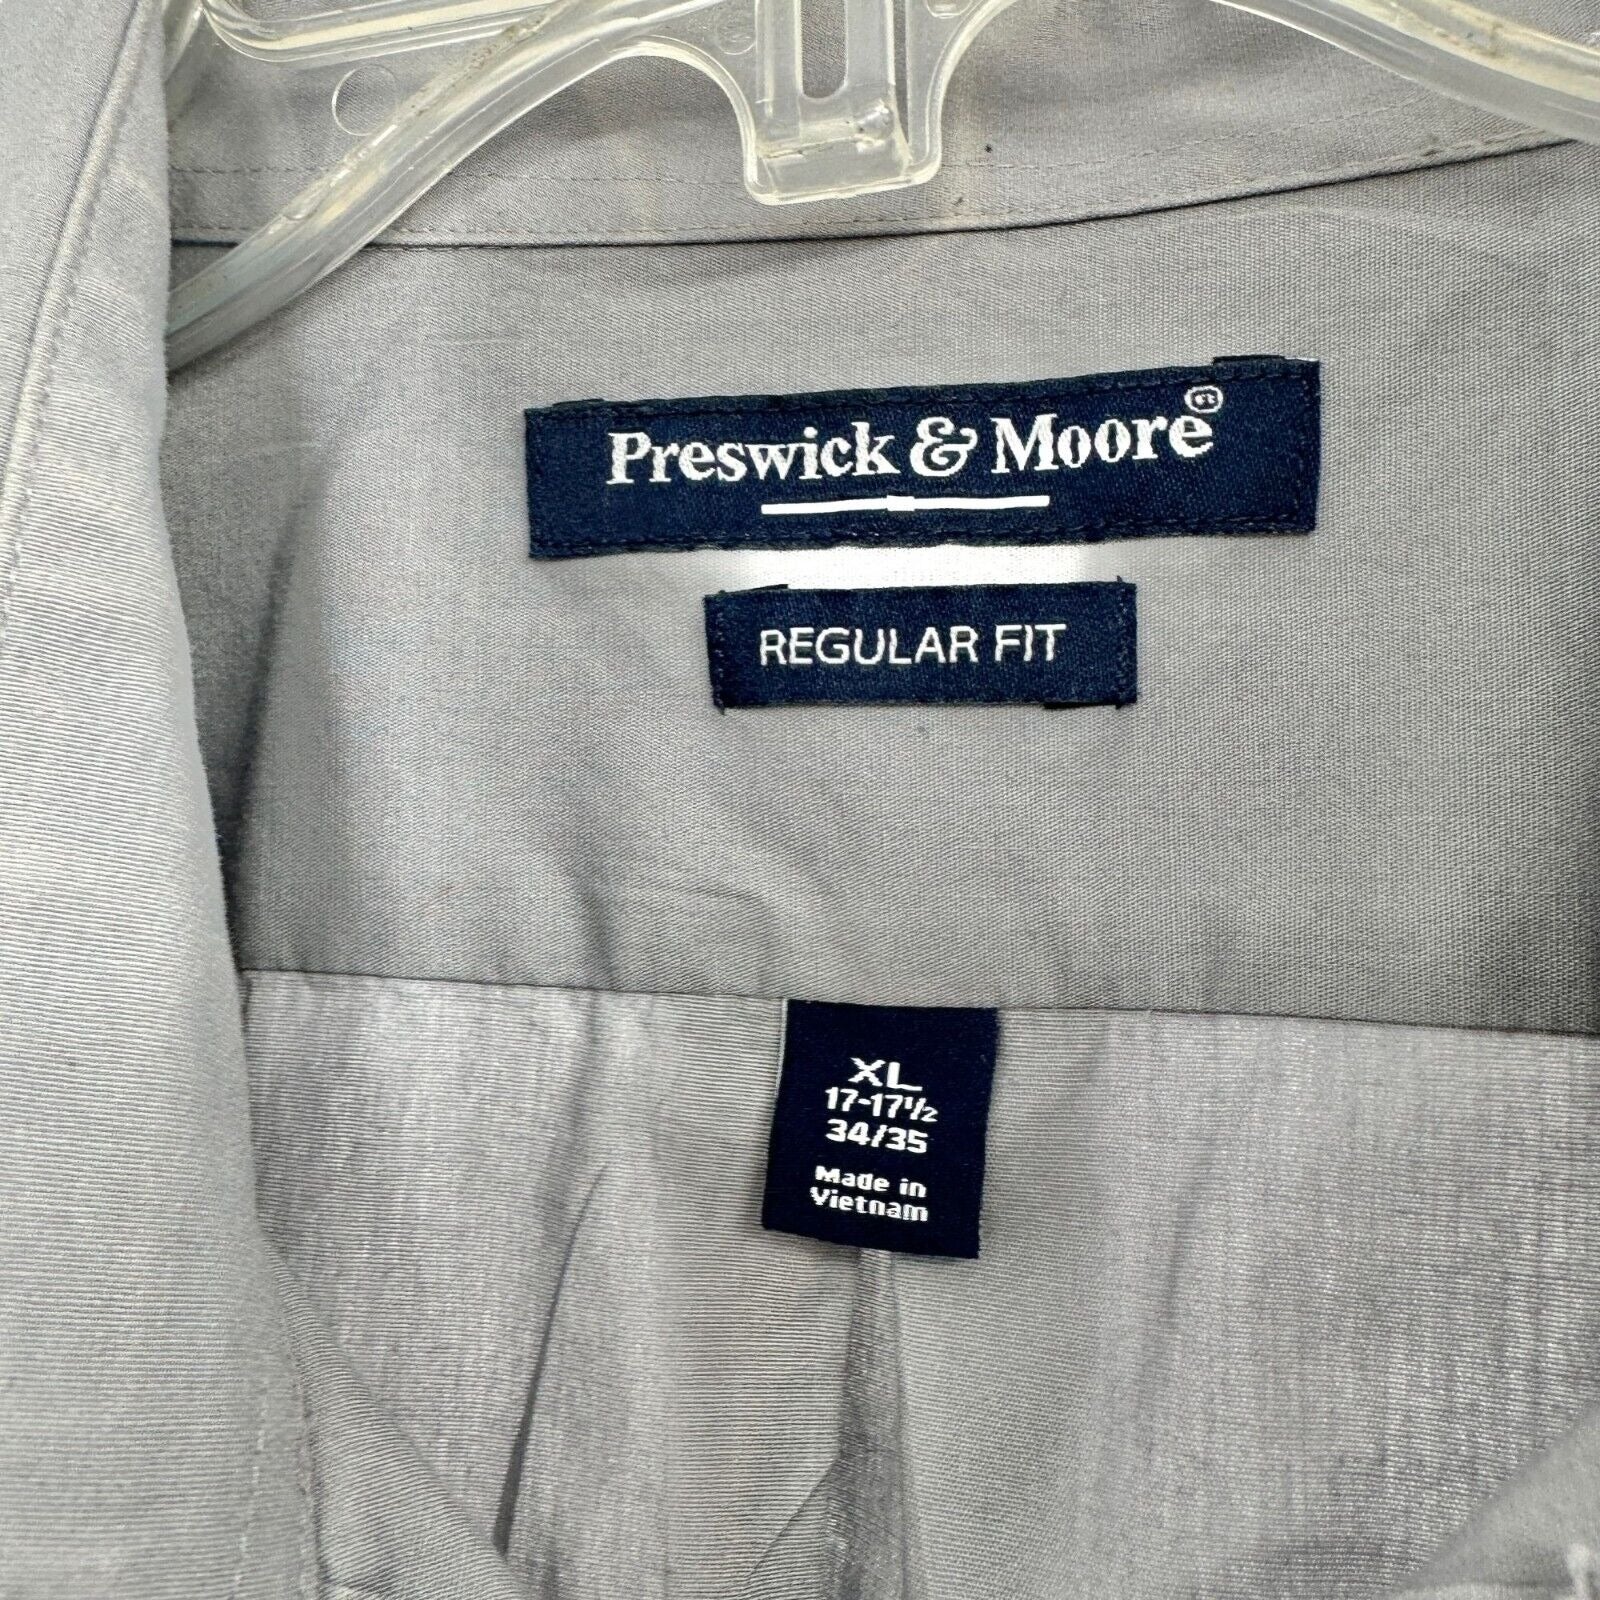 Preswick & Moore®
REGULAR FIT
XL
17-17½
34/35
Made in
Vietnam